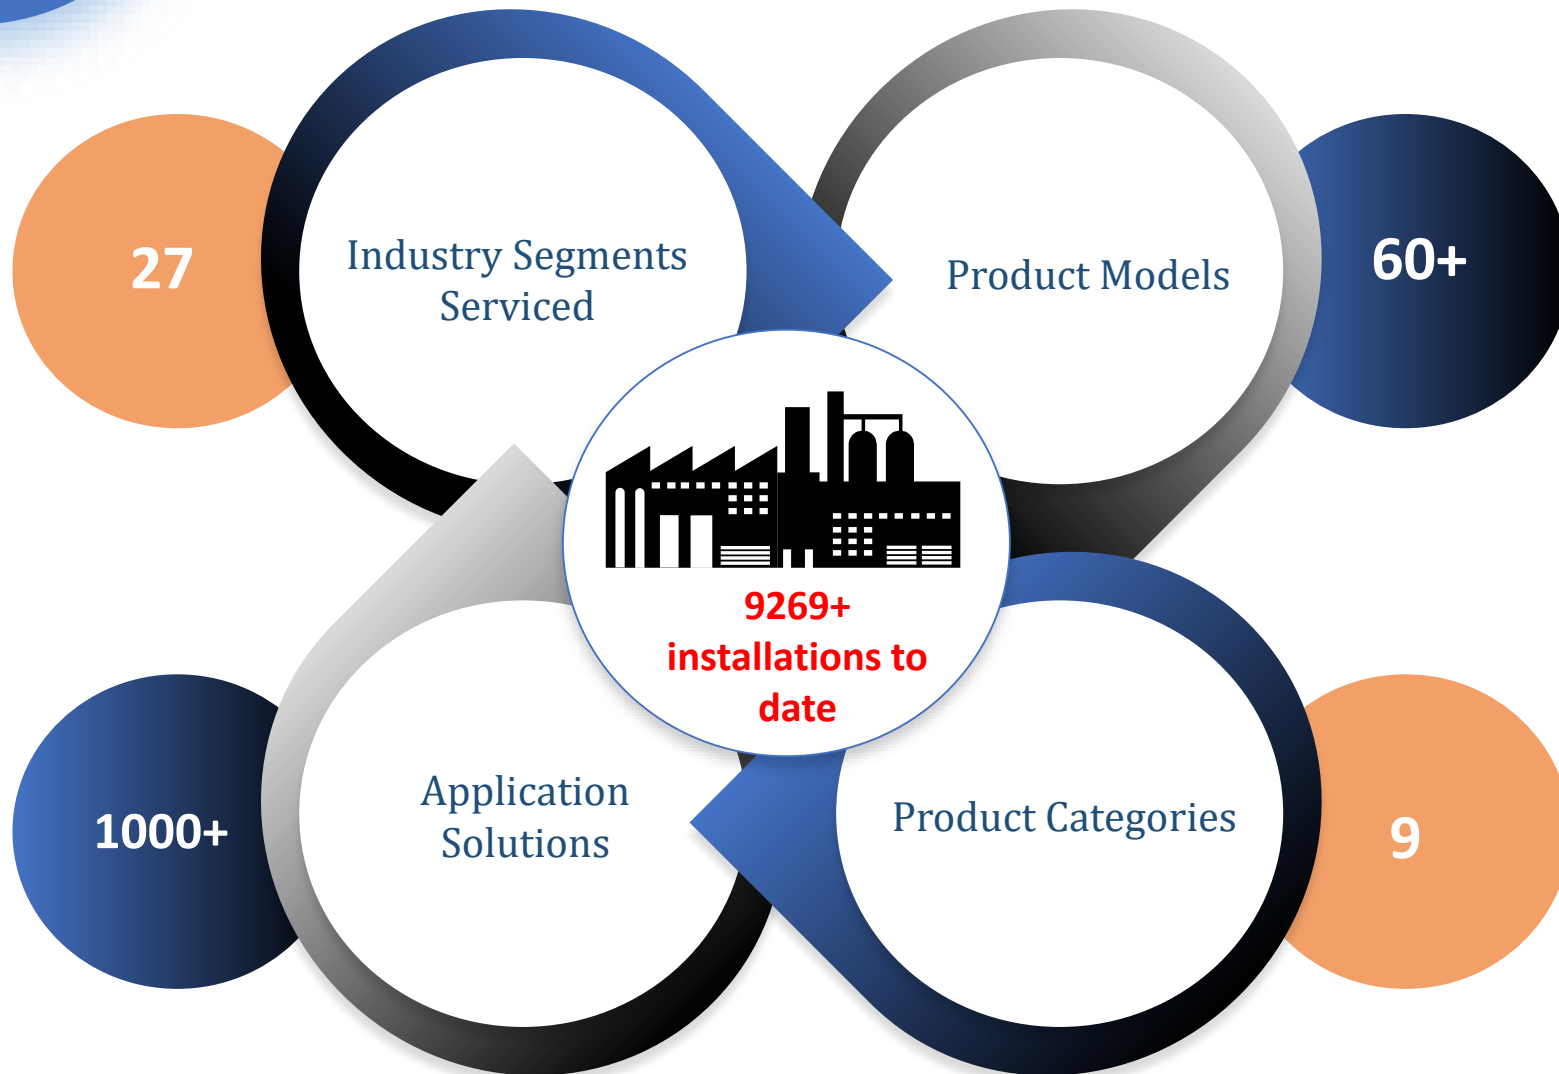 27
Industry Segments
Serviced
Product Models
60+
9269+
installations to
date
1000+
Application
Solutions
Product Categories
9